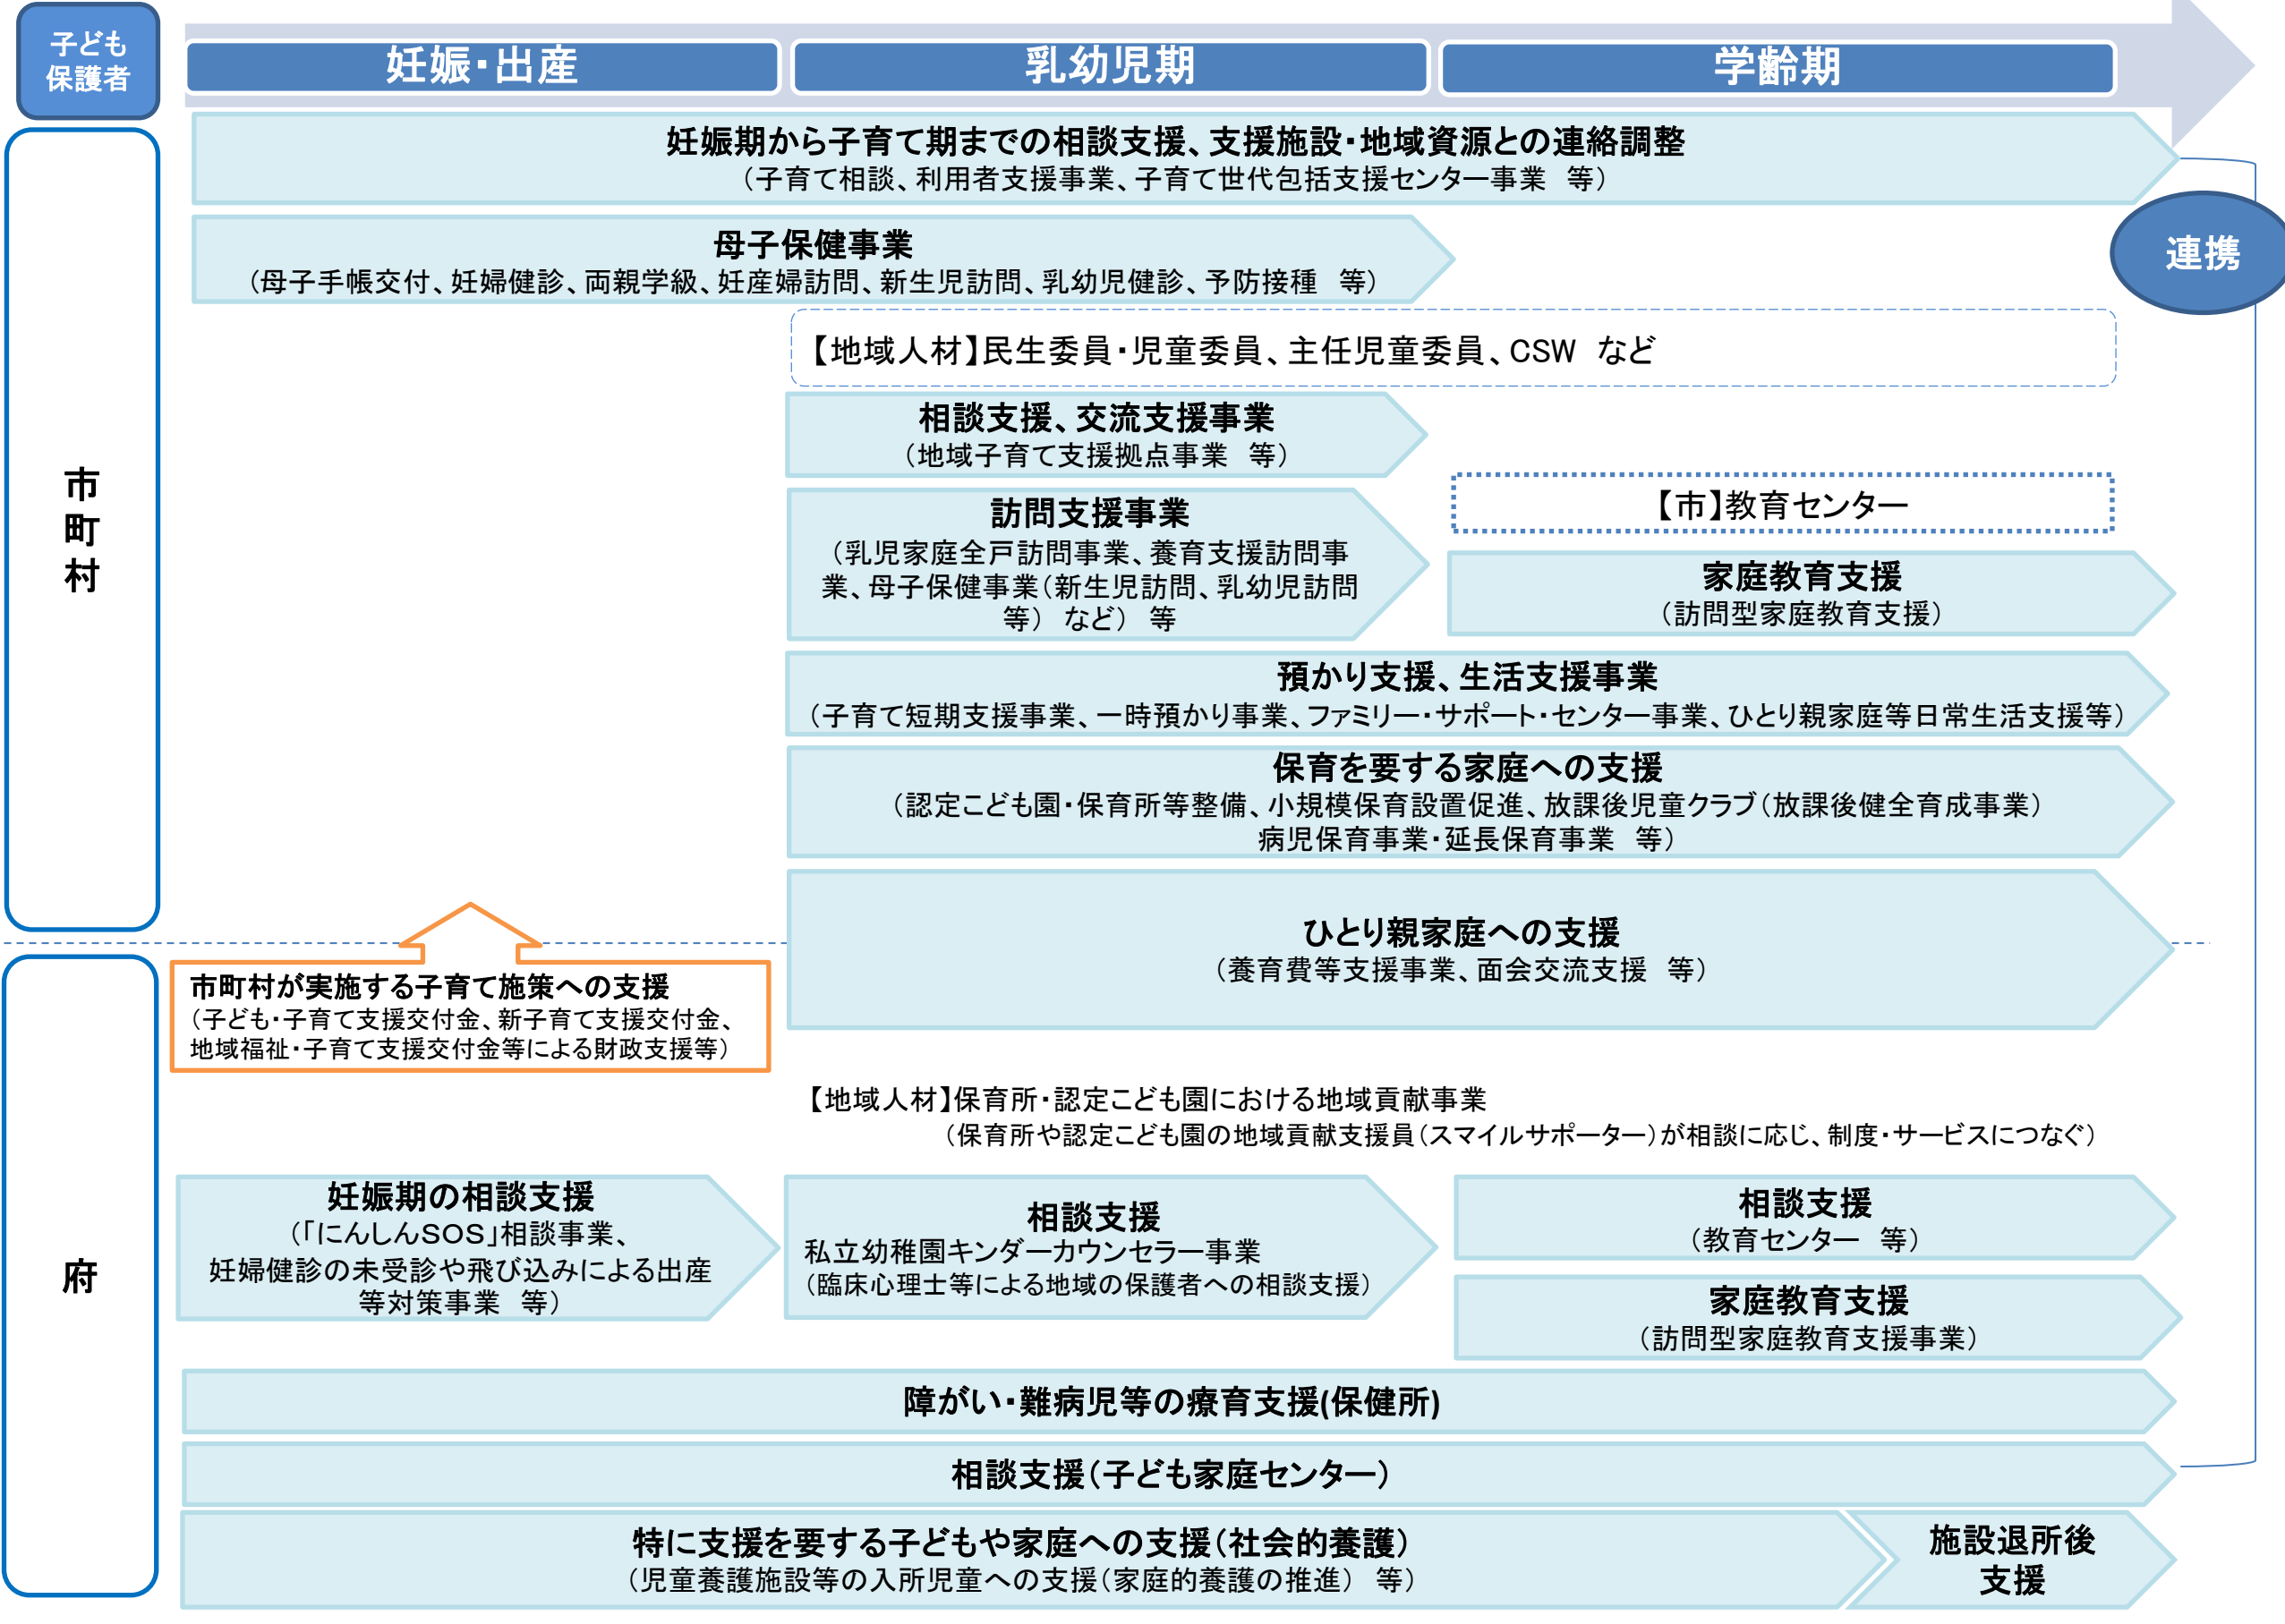 子ども
保護者
妊娠・出産
乳幼児期
学齢期
妊娠期から子育て期までの相談支援、支援施設・地域資源との連絡調整
（子育て相談、利用者支援事業、子育て世代包括支援センター事業　等）
連携
母子保健事業
（母子手帳交付、妊婦健診、両親学級、妊産婦訪問、新生児訪問、乳幼児健診、予防接種　等）
【地域人材】民生委員・児童委員、主任児童委員、CSW　など
市
町
村
相談支援、交流支援事業
（地域子育て支援拠点事業　等）
訪問支援事業
（乳児家庭全戸訪問事業、養育支援訪問事
業、母子保健事業（新生児訪問、乳幼児訪問
等）　など）　等
【市】教育センター
家庭教育支援
（訪問型家庭教育支援）
預かり支援、生活支援事業
（子育て短期支援事業、一時預かり事業、ファミリー・サポート・センター事業、ひとり親家庭等日常生活支援等）
保育を要する家庭への支援
（認定こども園・保育所等整備、小規模保育設置促進、放課後児童クラブ（放課後健全育成事業）
病児保育事業・延長保育事業　等）
ひとり親家庭への支援
（養育費等支援事業、面会交流支援　等）
市町村が実施する子育て施策への支援
（子ども・子育て支援交付金、新子育て支援交付金、
地域福祉・子育て支援交付金等による財政支援等）
【地域人材】保育所・認定こども園における地域貢献事業
（保育所や認定こども園の地域貢献支援員（スマイルサポーター）が相談に応じ、制度・サービスにつなぐ）
府
妊娠期の相談支援
（「にんしんSOS」相談事業、
妊婦健診の未受診や飛び込みによる出産
等対策事業　等）
相談支援
私立幼稚園キンダーカウンセラー事業
（臨床心理士等による地域の保護者への相談支援）
相談支援
（教育センター　等）
家庭教育支援
（訪問型家庭教育支援事業）
障がい・難病児等の療育支援(保健所)
相談支援（子ども家庭センター）
特に支援を要する子どもや家庭への支援（社会的養護）
（児童養護施設等の入所児童への支援（家庭的養護の推進）　等）
施設退所後
支援